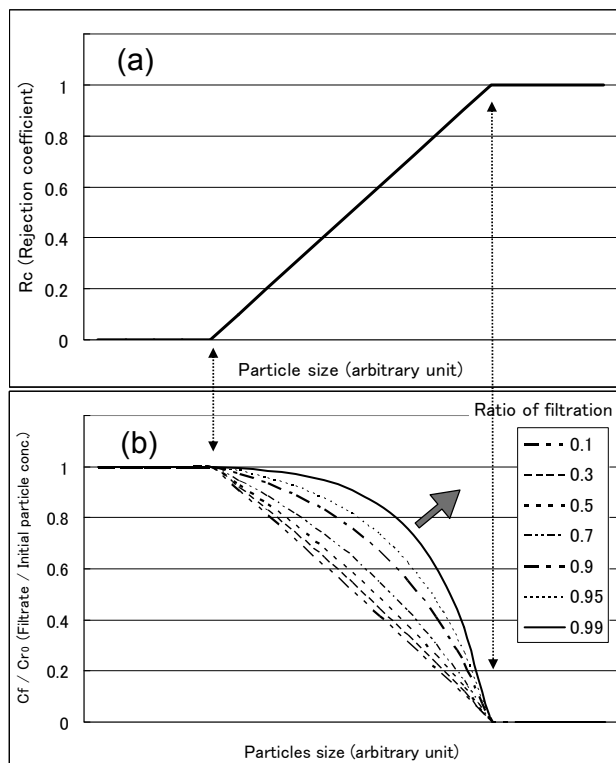 (a)
Rc (Rejection coefficient)
1
0.8
0.6
0.4
0.2
0
Particle size (arbitrary unit)
Ratio of filtration
(b)
0.1
0.3
0.5
0.7
0.9
0.95
0.99
Cf / Cr0 (Filtrate / Initial particle conc.)
1
0.8
0.6
0.4
0.2
0
Particles size (arbitrary unit)